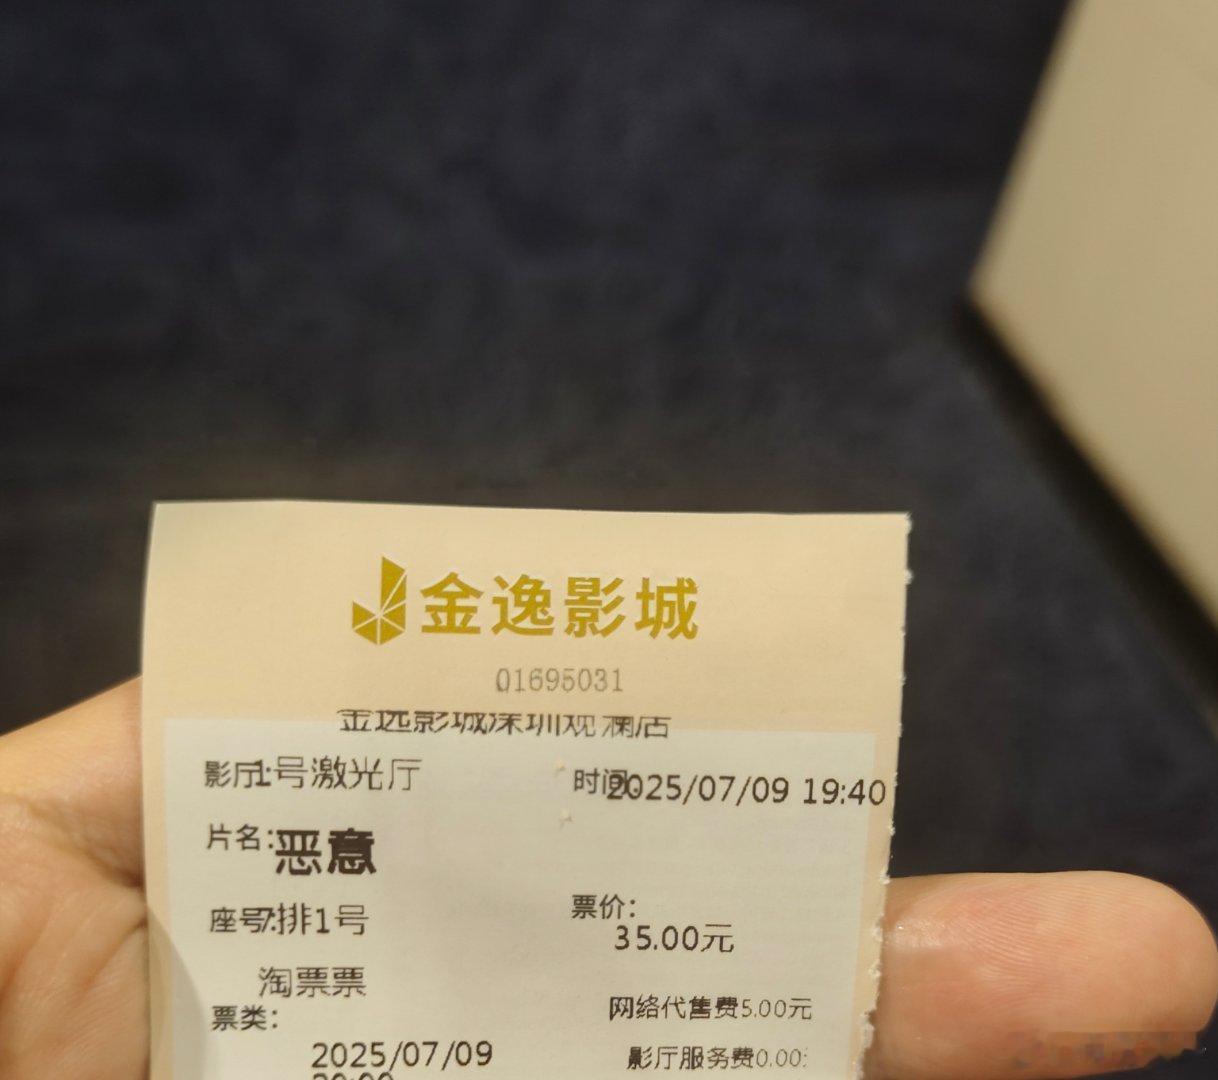 金逸影城
01695031
金逸影城深圳观澜店
影厅:1号激光厅 时间:2025/07/09 19:40
片名:恶意
座号:7排1号 票价:
35.00元
淘票票
网络代售费5.00元
票类:
2025/07/09 影厅服务费0.00